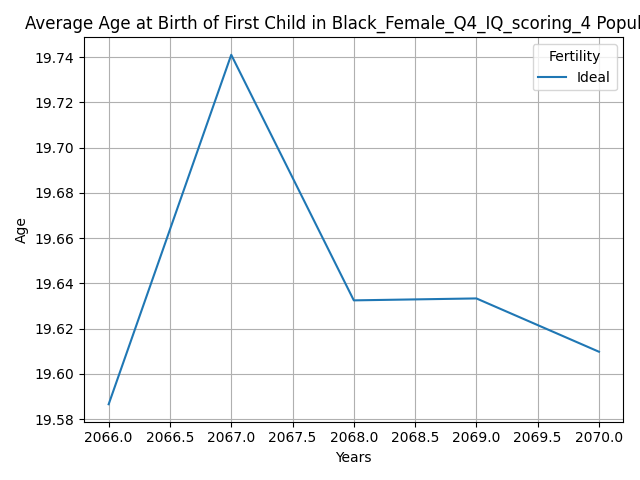 Average Age at Birth of First Child in Black_Female_Q4_IQ_scoring_4 Popul
Fertility
Ideal
19.74
19.72
19.70
19.68
19.66
19.64
19.62
19.60
19.58
Age
2066.0 2066.5 2067.0 2067.5 2068.0 2068.5 2069.0 2069.5 2070.0
Years